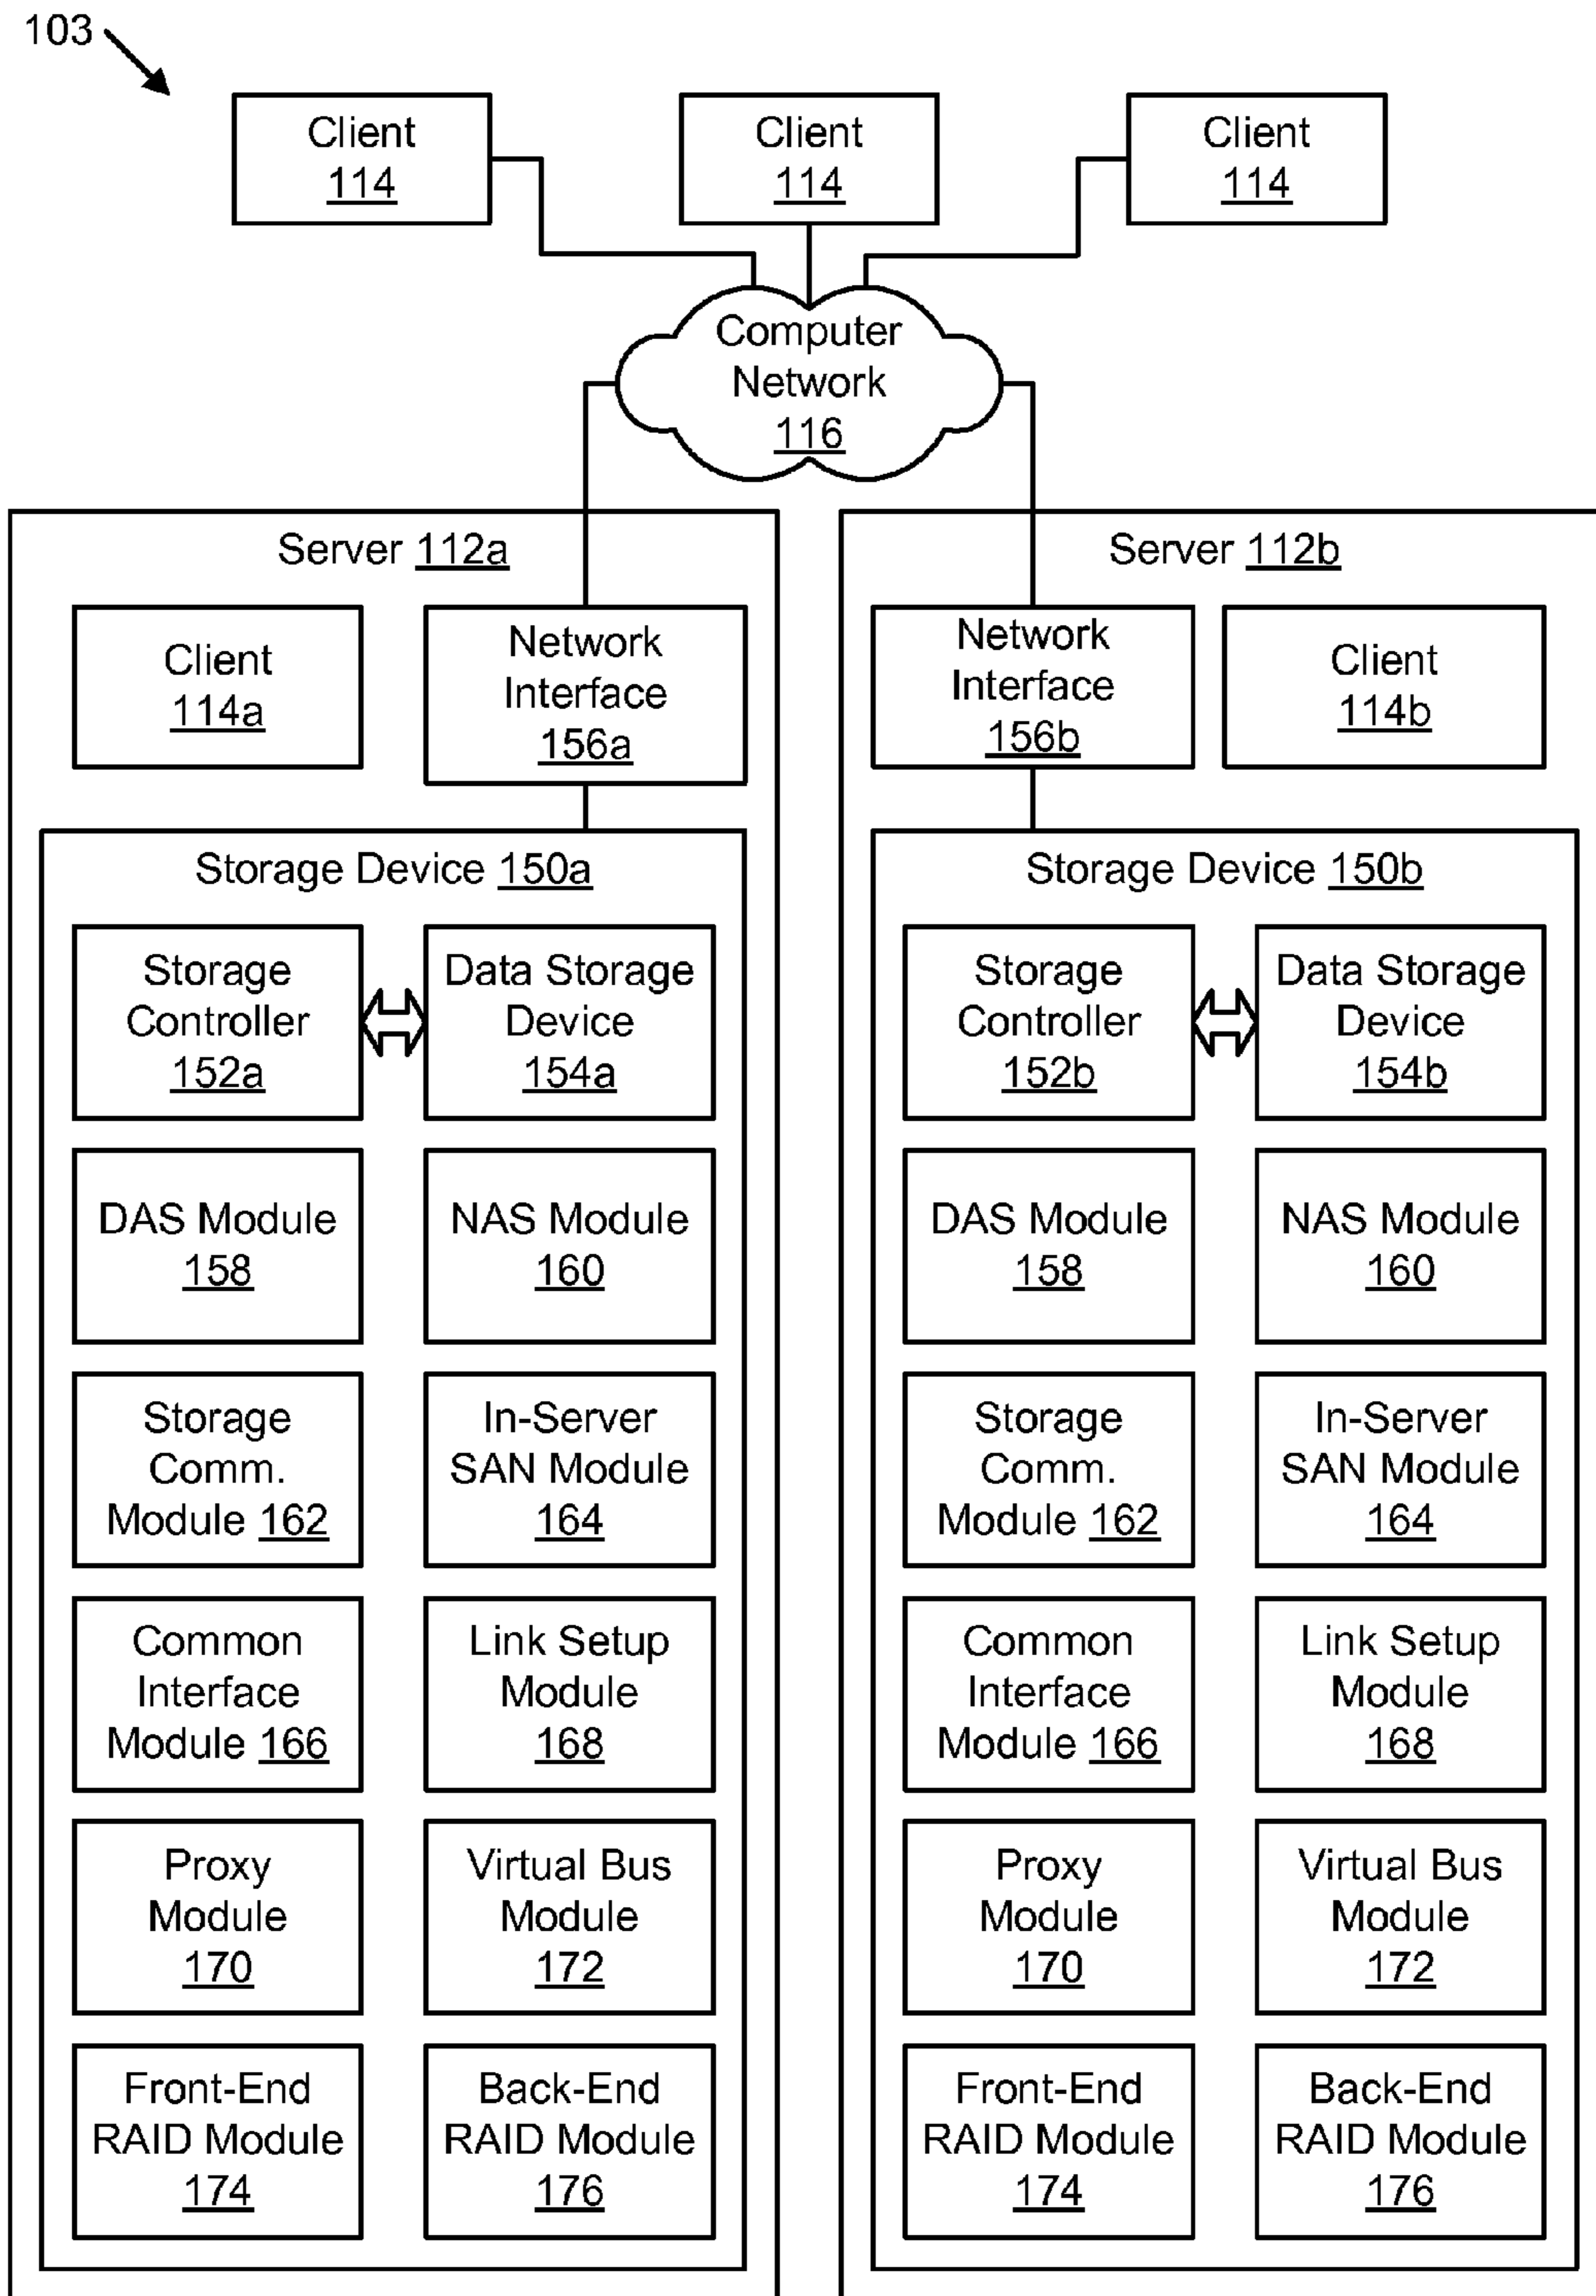 103
Client
114
Client
114
Client
114
Computer
Network
116
Server 112a
Client
114a
Network
Interface
156a
Storage Device 150a
Storage
Controller
152a
Data Storage
Device
154a
DAS Module
158
NAS Module
160
Storage
Comm.
Module 162
In-Server
SAN Module
164
Common
Interface
Module 166
Link Setup
Module
168
Proxy
Module
170
Virtual Bus
Module
172
Front-End
RAID Module
174
Back-End
RAID Module
176
Server 112b
Network
Interface
156b
Client
114b
Storage Device 150b
Storage
Controller
152b
Data Storage
Device
154b
DAS Module
158
NAS Module
160
Storage
Comm.
Module 162
In-Server
SAN Module
164
Common
Interface
Module 166
Link Setup
Module
168
Proxy
Module
170
Virtual Bus
Module
172
Front-End
RAID Module
174
Back-End
RAID Module
176